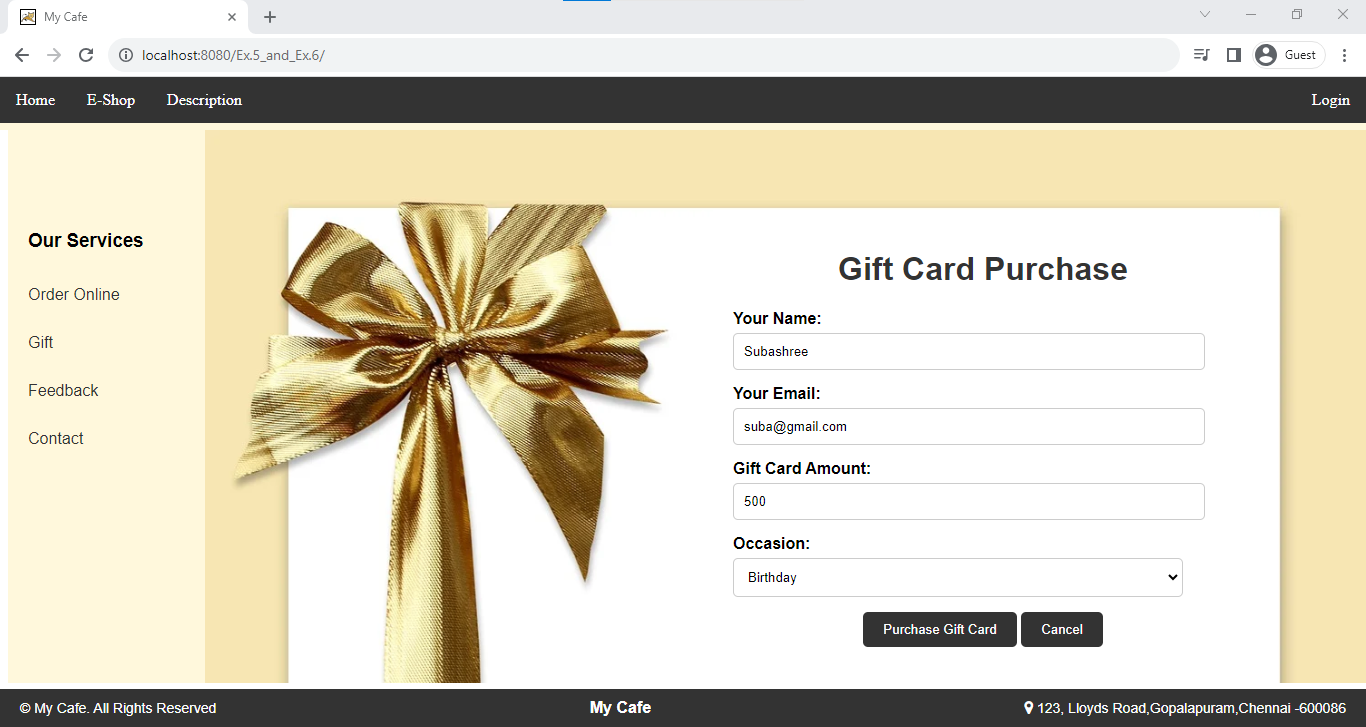 My Cafe
localhost:8080/Ex.5_and_Ex.6/
Guest
Home E-Shop Description Login
Our Services
Order Online
Gift
Feedback
Contact
Gift Card Purchase
Your Name:
Subashree
Your Email:
suba@gmail.com
Gift Card Amount:
500
Occasion:
Birthday
Purchase Gift Card Cancel
© My Cafe. All Rights Reserved My Cafe 123, Lloyds Road,Gopalapuram,Chennai -600086